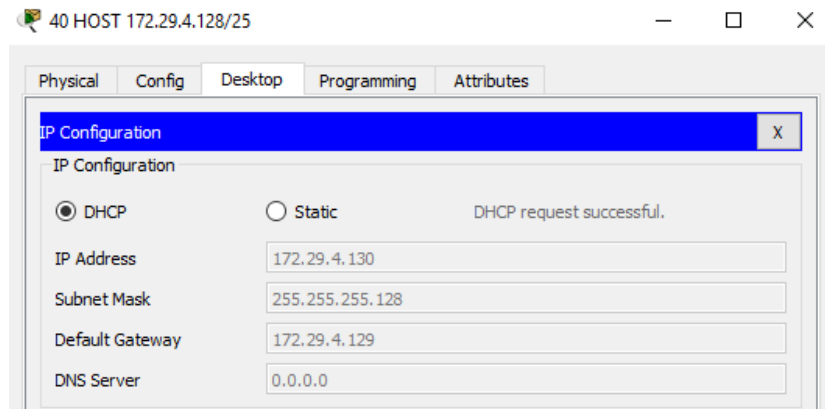 40 HOST 172.29.4.128/25
Physical Config Desktop Programming Attributes
IP Configuration X
IP Configuration
DHCP Static DHCP request successful.
IP Address 172.29.4.130
Subnet Mask 255.255.255.128
Default Gateway 172.29.4.129
DNS Server 0.0.0.0